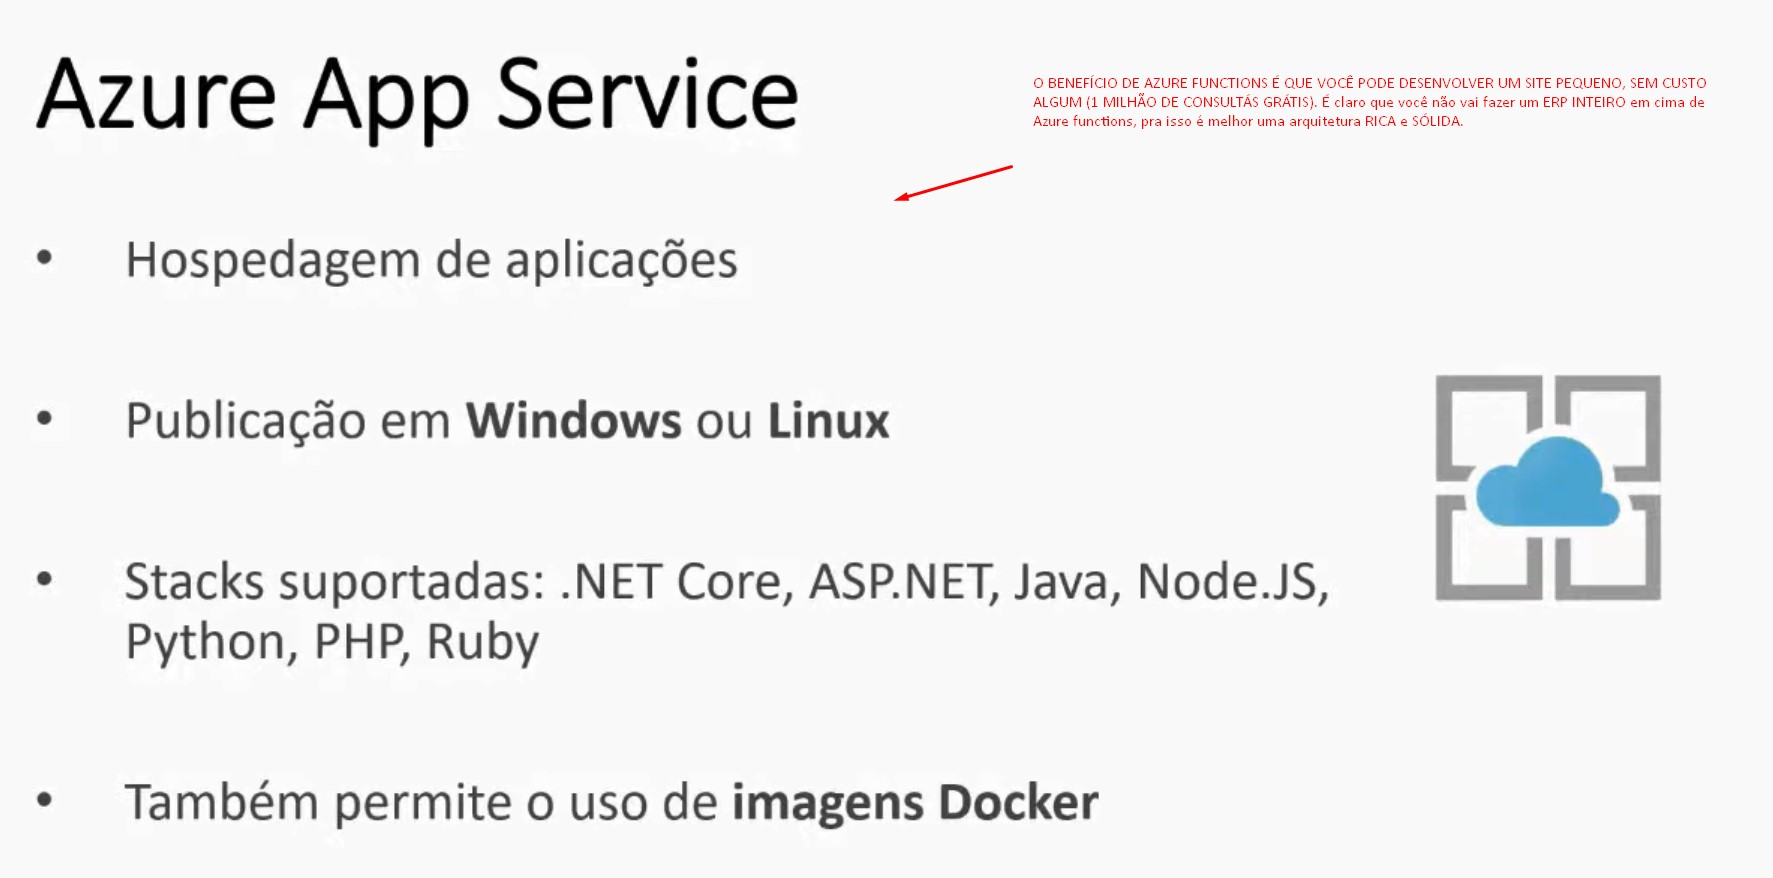 Azure App Service
O BENEFÍCIO DE AZURE FUNCTIONS É QUE VOCÊ PODE DESENVOLVER UM SITE PEQUENO, SEM CUSTO
ALGUM (1 MILHÃO DE CONSULTÁS GRÁTIS). É claro que você não vai fazer um ERP INTEIRO em cima de
Azure functions, pra isso é melhor uma arquitetura RICA e SÓLIDA.
• Hospedagem de aplicações
• Publicação em Windows ou Linux
• Stacks suportadas: .NET Core, ASP.NET, Java, Node.JS,
Python, PHP, Ruby
• Também permite o uso de imagens Docker